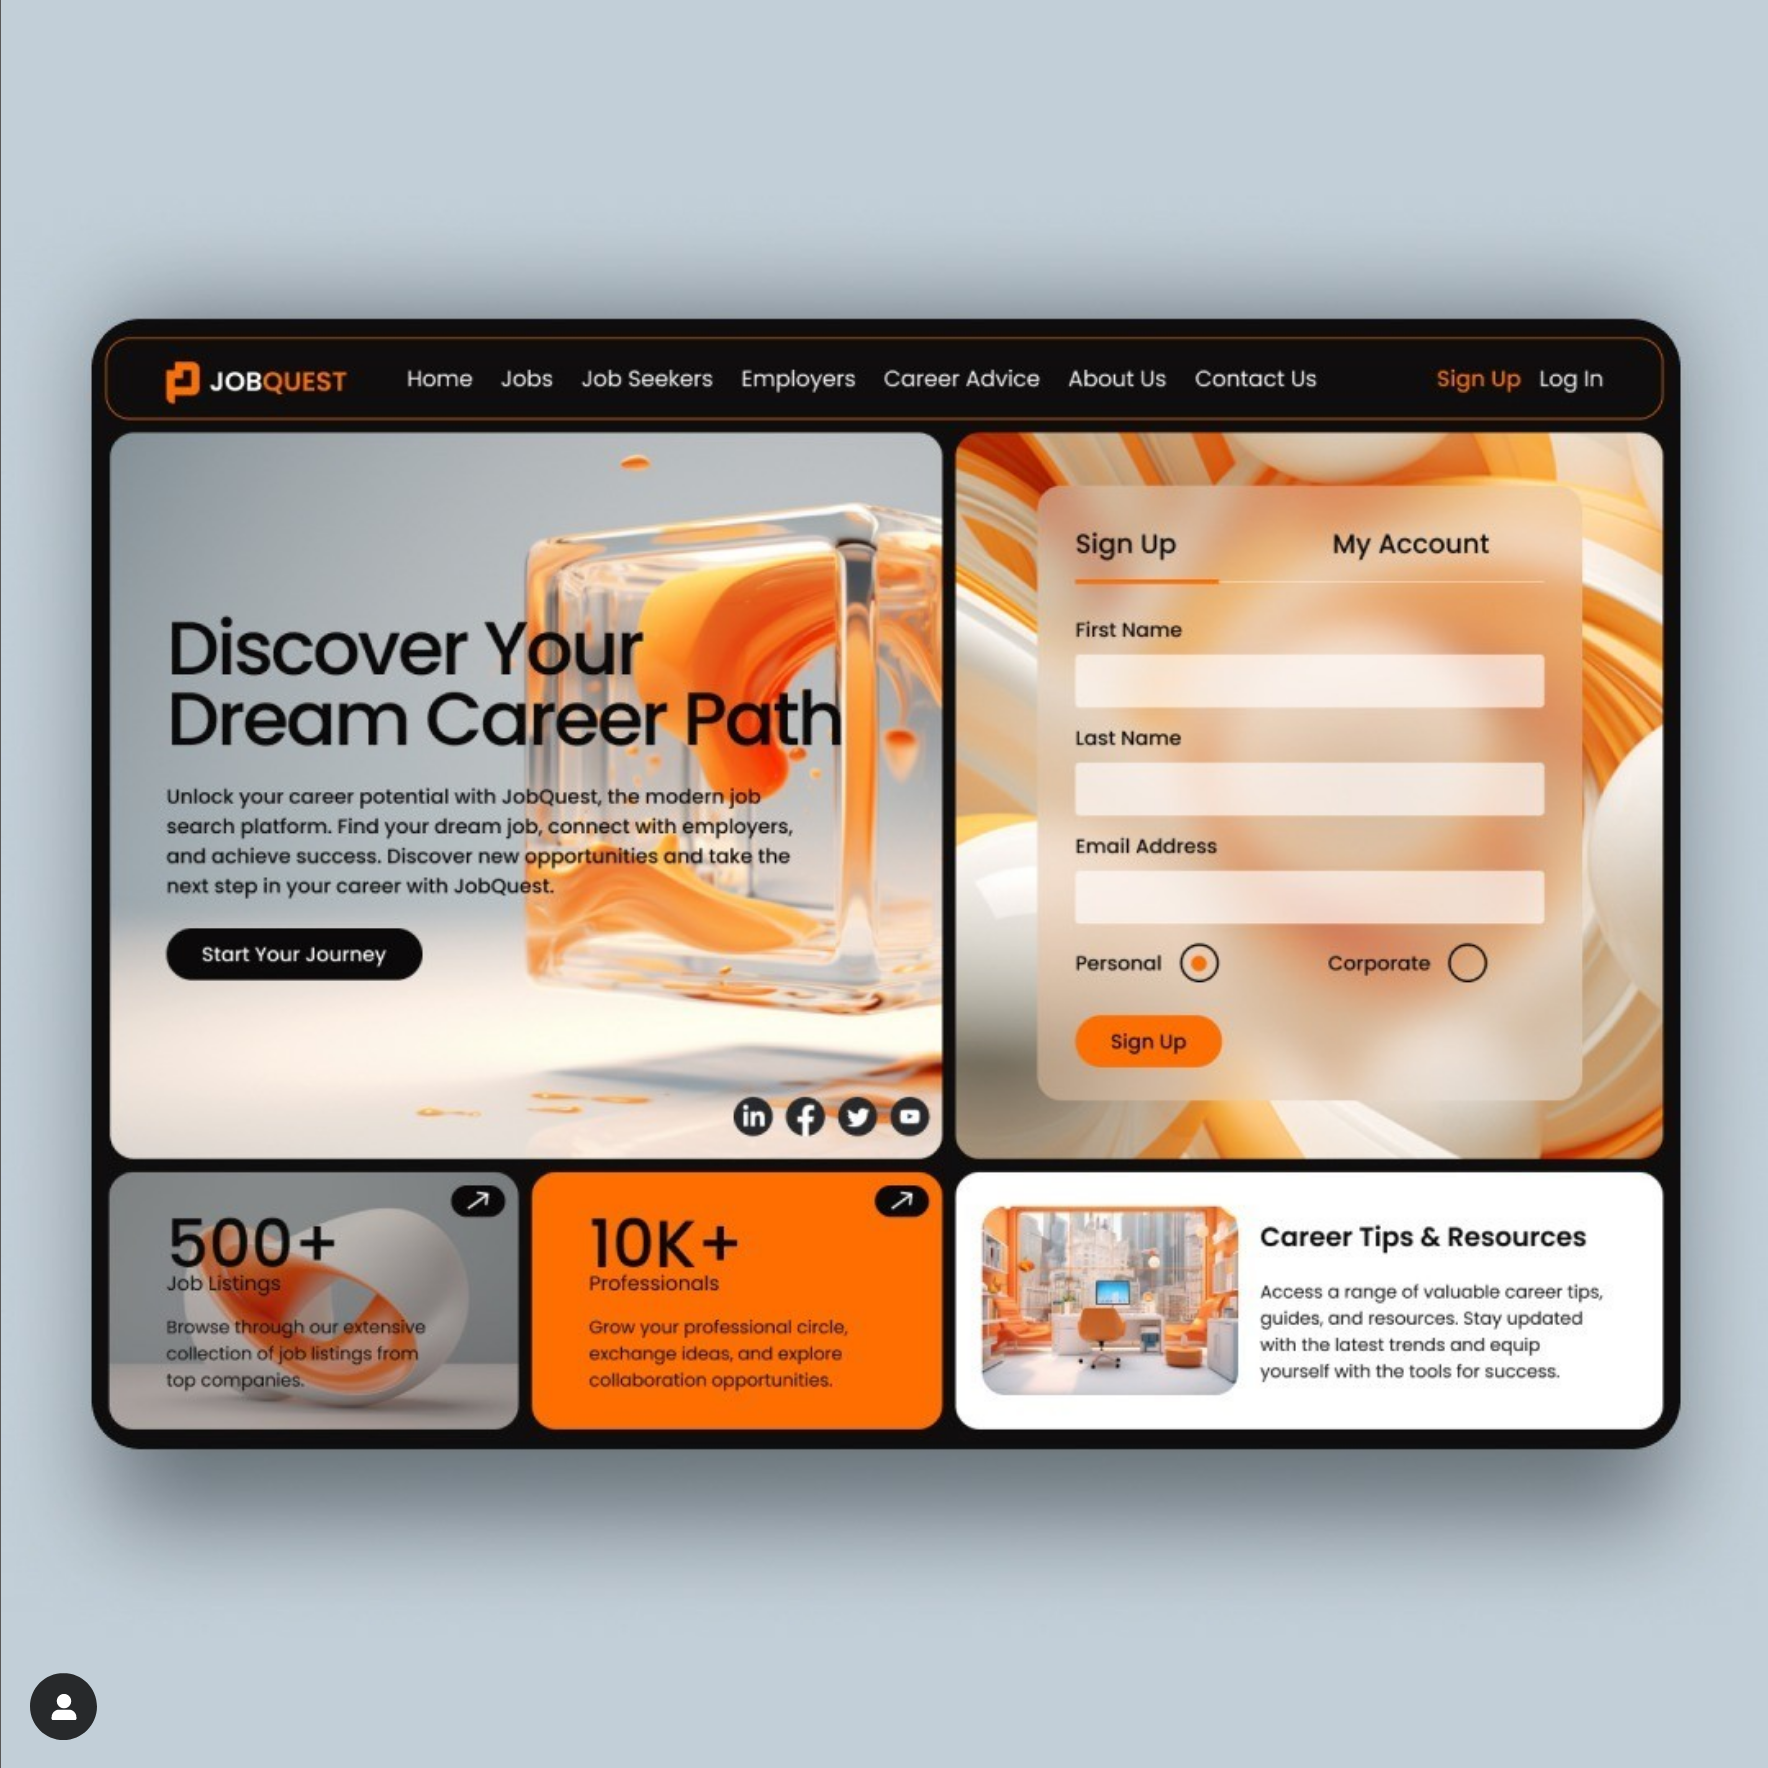 JOBQUEST
Home Jobs Job Seekers Employers Career Advice About Us Contact Us
Sign Up Log In
Discover Your
Dream Career Path
Unlock your career potential with JobQuest, the modern job
search platform. Find your dream job, connect with employers,
and achieve success. Discover new opportunities and take the
next step in your career with JobQuest.
Start Your Journey
in
Sign Up My Account
First Name
Last Name
Email Address
Personal Corporate
Sign Up
500+
Job Listings
Browse through our extensive
collection of job listings from
top companies.
10K+
Professionals
Grow your professional circle,
exchange ideas, and explore
collaboration opportunities.
Career Tips & Resources
Access a range of valuable career tips,
guides, and resources. Stay updated
with the latest trends and equip
yourself with the tools for success.